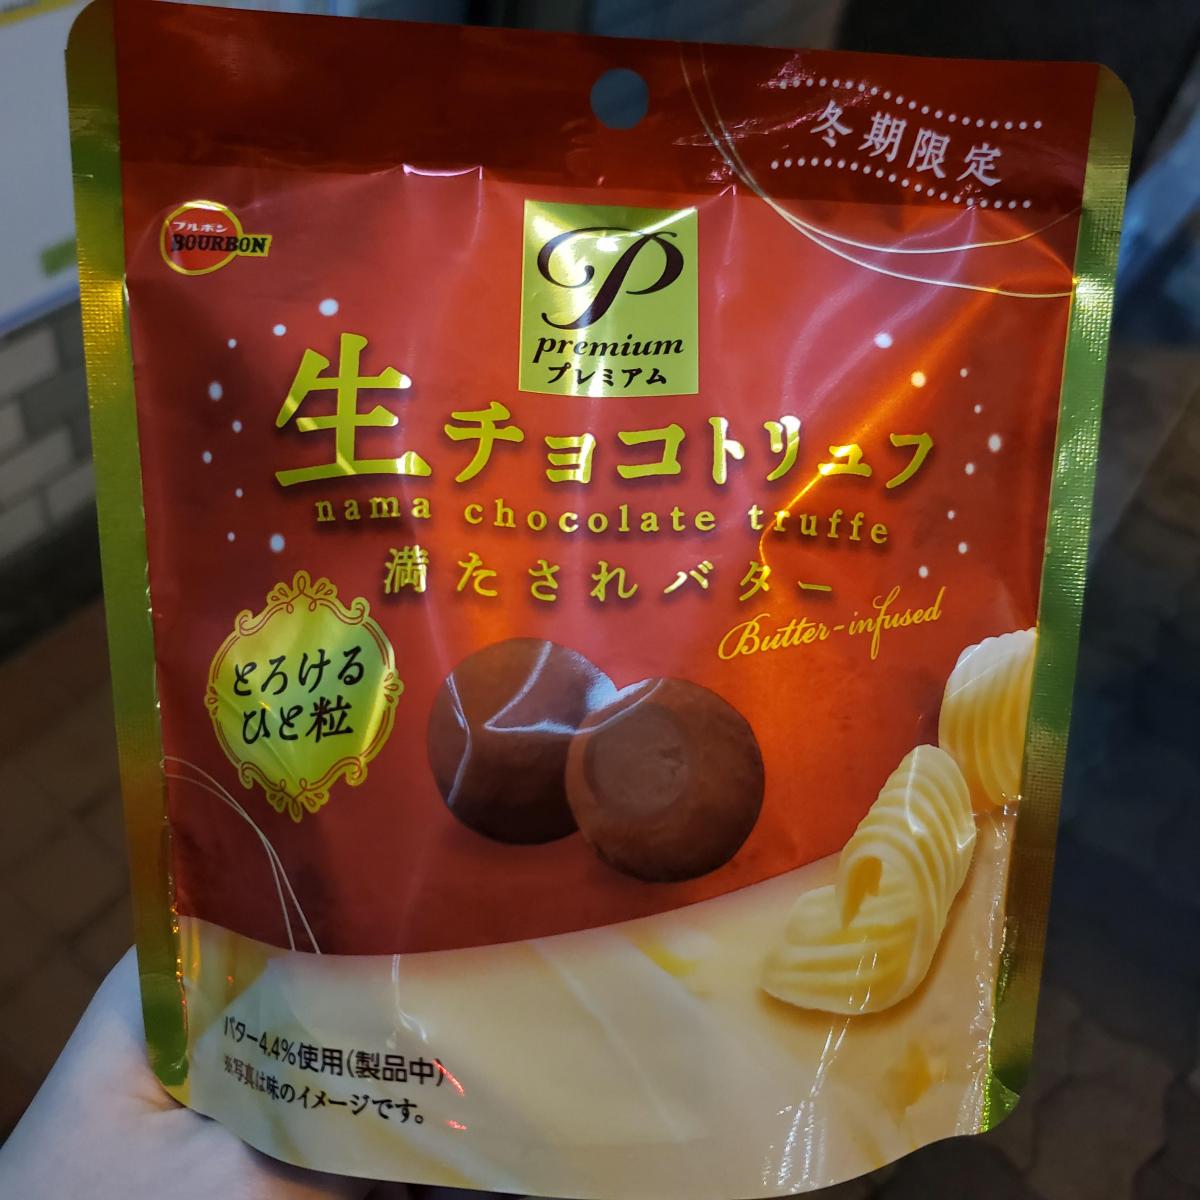 冬期限定
ブルボン
BOURBON
P
premium
プレミアム
生チョコトリュフ
nama chocolate truffe
満たされバター
Butter-infused
とろける
ひと粒
バター4.4%使用(製品中)
※写真は味のイメージです。